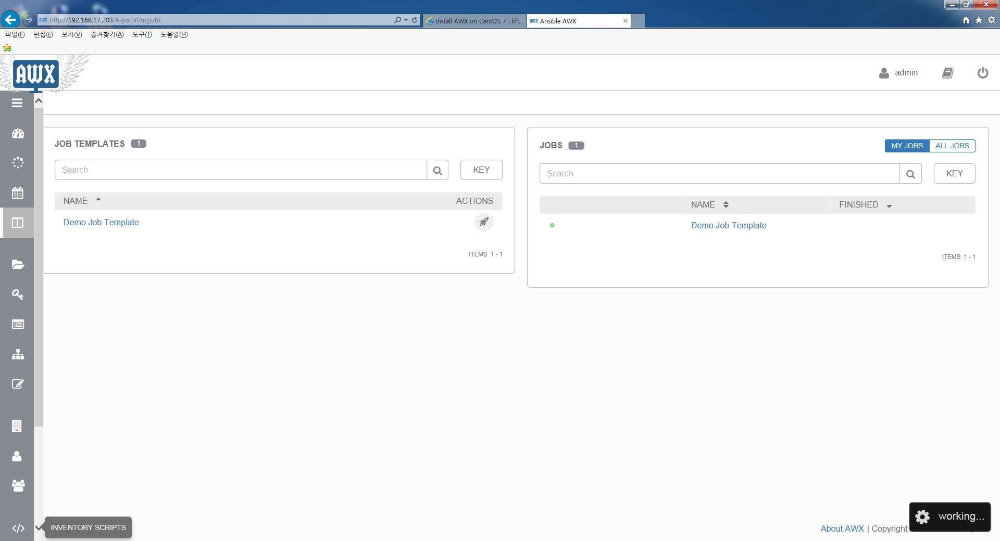 AWX http://192.168.17.203/#/portal/myjobs
Install AWX on CentOS 7 | kh...
AWX Ansible AWX
파일(F) 편집(E) 보기(V) 즐겨찾기(A) 도구(T) 도움말(H)
AWX
admin
JOB TEMPLATES 1
Search
KEY
NAME ACTIONS
Demo Job Template
ITEMS 1 - 1
JOBS 1
MY JOBS ALL JOBS
Search
KEY
NAME FINISHED
Demo Job Template
ITEMS 1 - 1
INVENTORY SCRIPTS
working...
About AWX | Copyright